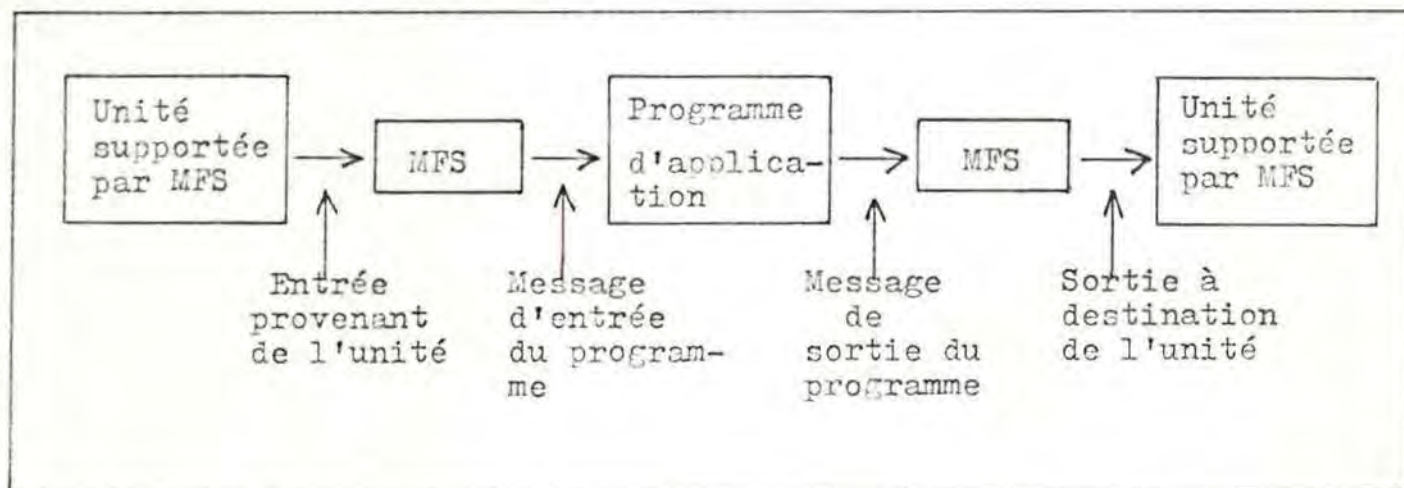 Unité
supportée
par MFS
MFS
Programme
d'applica-
tion
MFS
Unité
supportée
par MFS
Entrée
provenant
de l'unité
Message
d'entrée
du program-
me
Message
de
sortie du
programme
Sortie à
destination
de l'unité